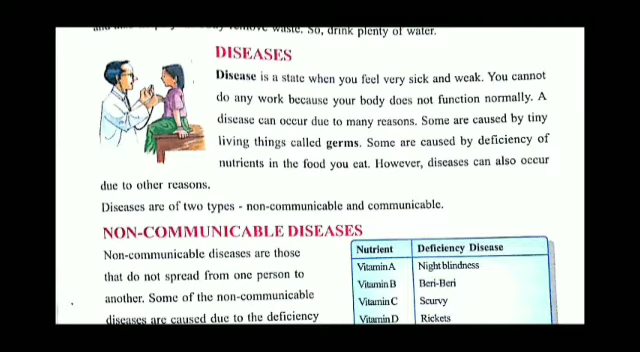 remove waste. So, drink plenty of water.
DISEASES
Disease is a state when you feel very sick and weak. You cannot
do any work because your body does not function normally. A
disease can occur due to many reasons. Some are caused by tiny
living things called germs. Some are caused by deficiency of
nutrients in the food you eat. However, diseases can also occur
due to other reasons.
Diseases are of two types - non-communicable and communicable.
NON-COMMUNICABLE DISEASES
Non-communicable diseases are those
that do not spread from one person to
another. Some of the non-communicable
diseases are caused due to the deficiency
Nutrient Deficiency Disease
Vitamin A Night blindness
Vitamin B Beri-Beri
Vitamin C Scurvy
Vitamin D Rickets